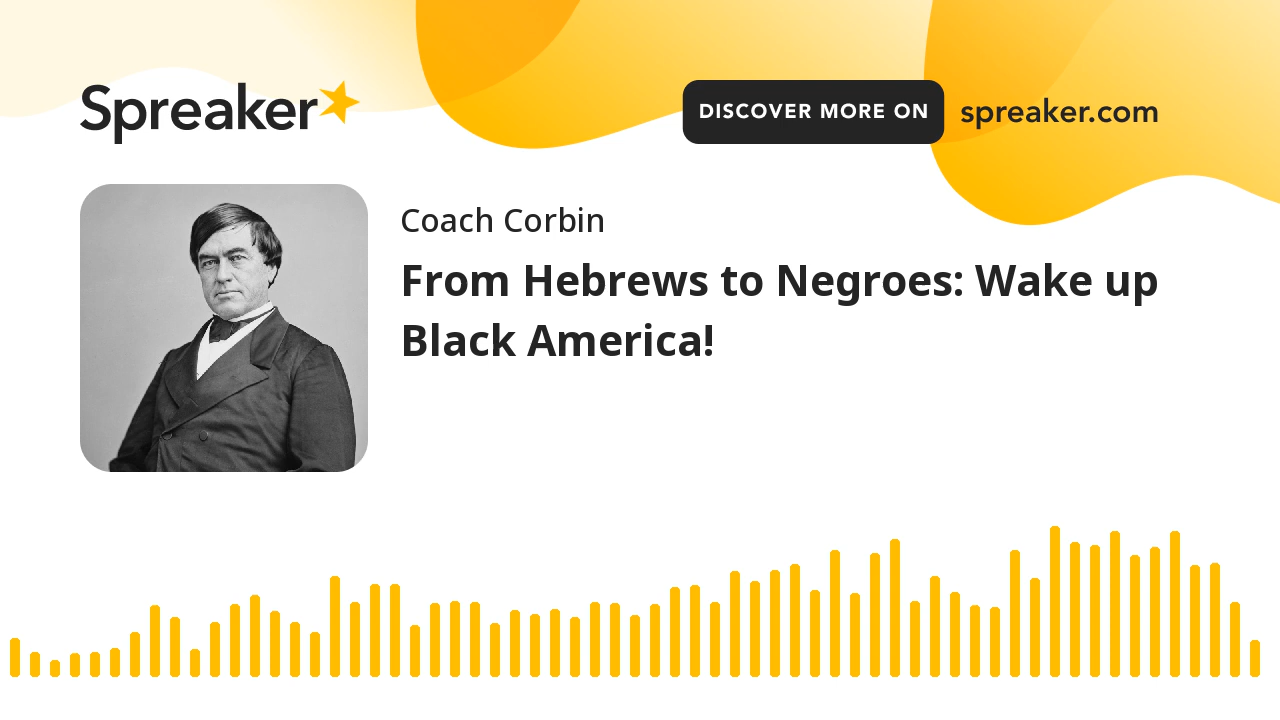 Spreaker
DISCOVER MORE ON
spreaker.com
Coach Corbin
From Hebrews to Negroes: Wake up
Black America!